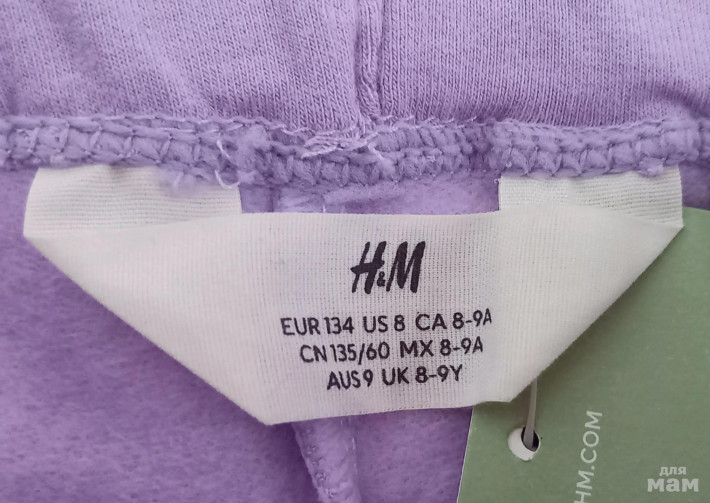 H&M
EUR 134 US 8 CA 8-9A
CN 135/60 MX 8-9A
AUS 9 UK 8-9Y
HM.COM
для
мам